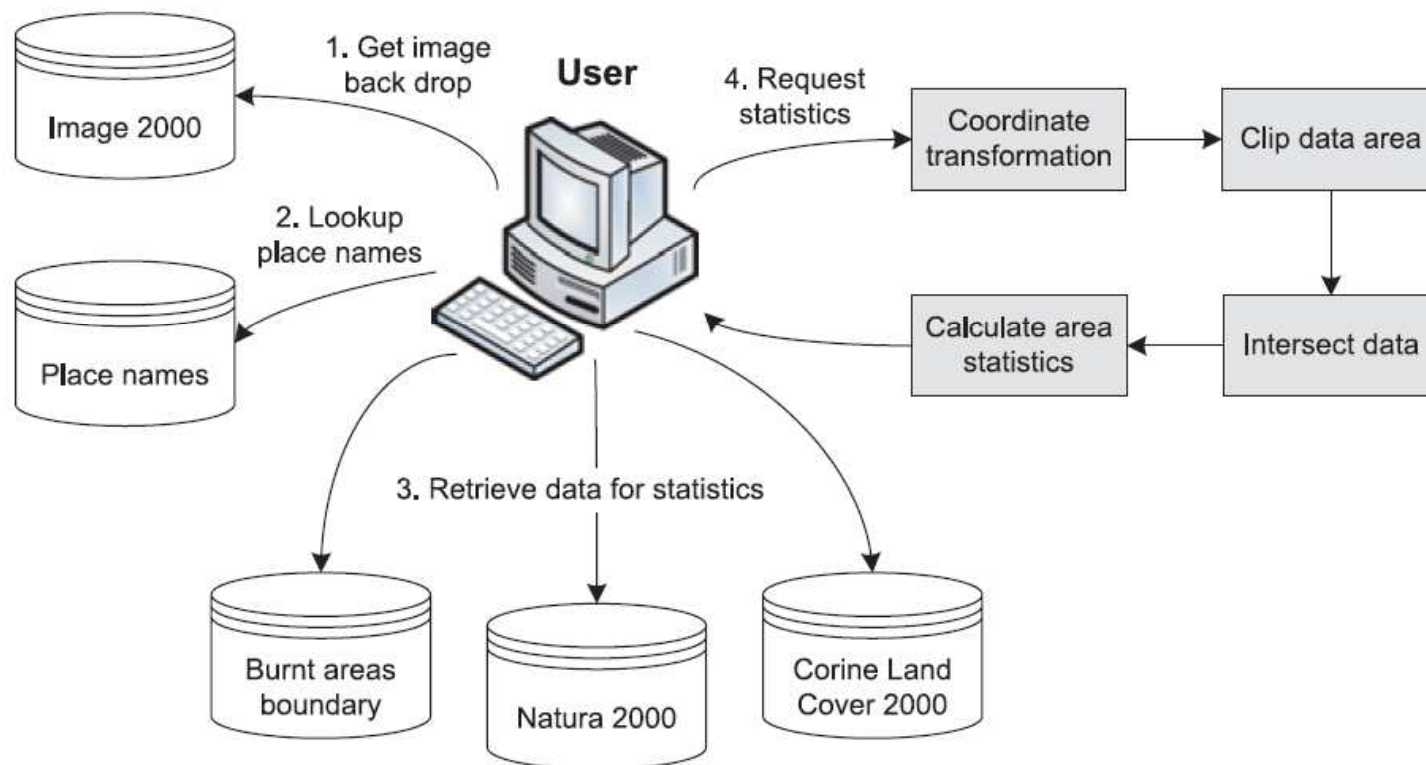 1. Get image
back drop
User
4. Request
statistics
Image 2000
Coordinate
transformation
Clip data area
2. Lookup
place names
Place names
Calculate area
statistics
Intersect data
3. Retrieve data for statistics
Burnt areas
boundary
Natura 2000
Corine Land
Cover 2000